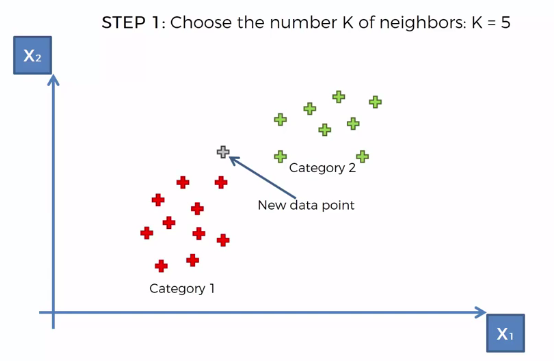 STEP 1: Choose the number K of neighbors: K = 5
X₂
Category 2
New data point
Category 1
X₁